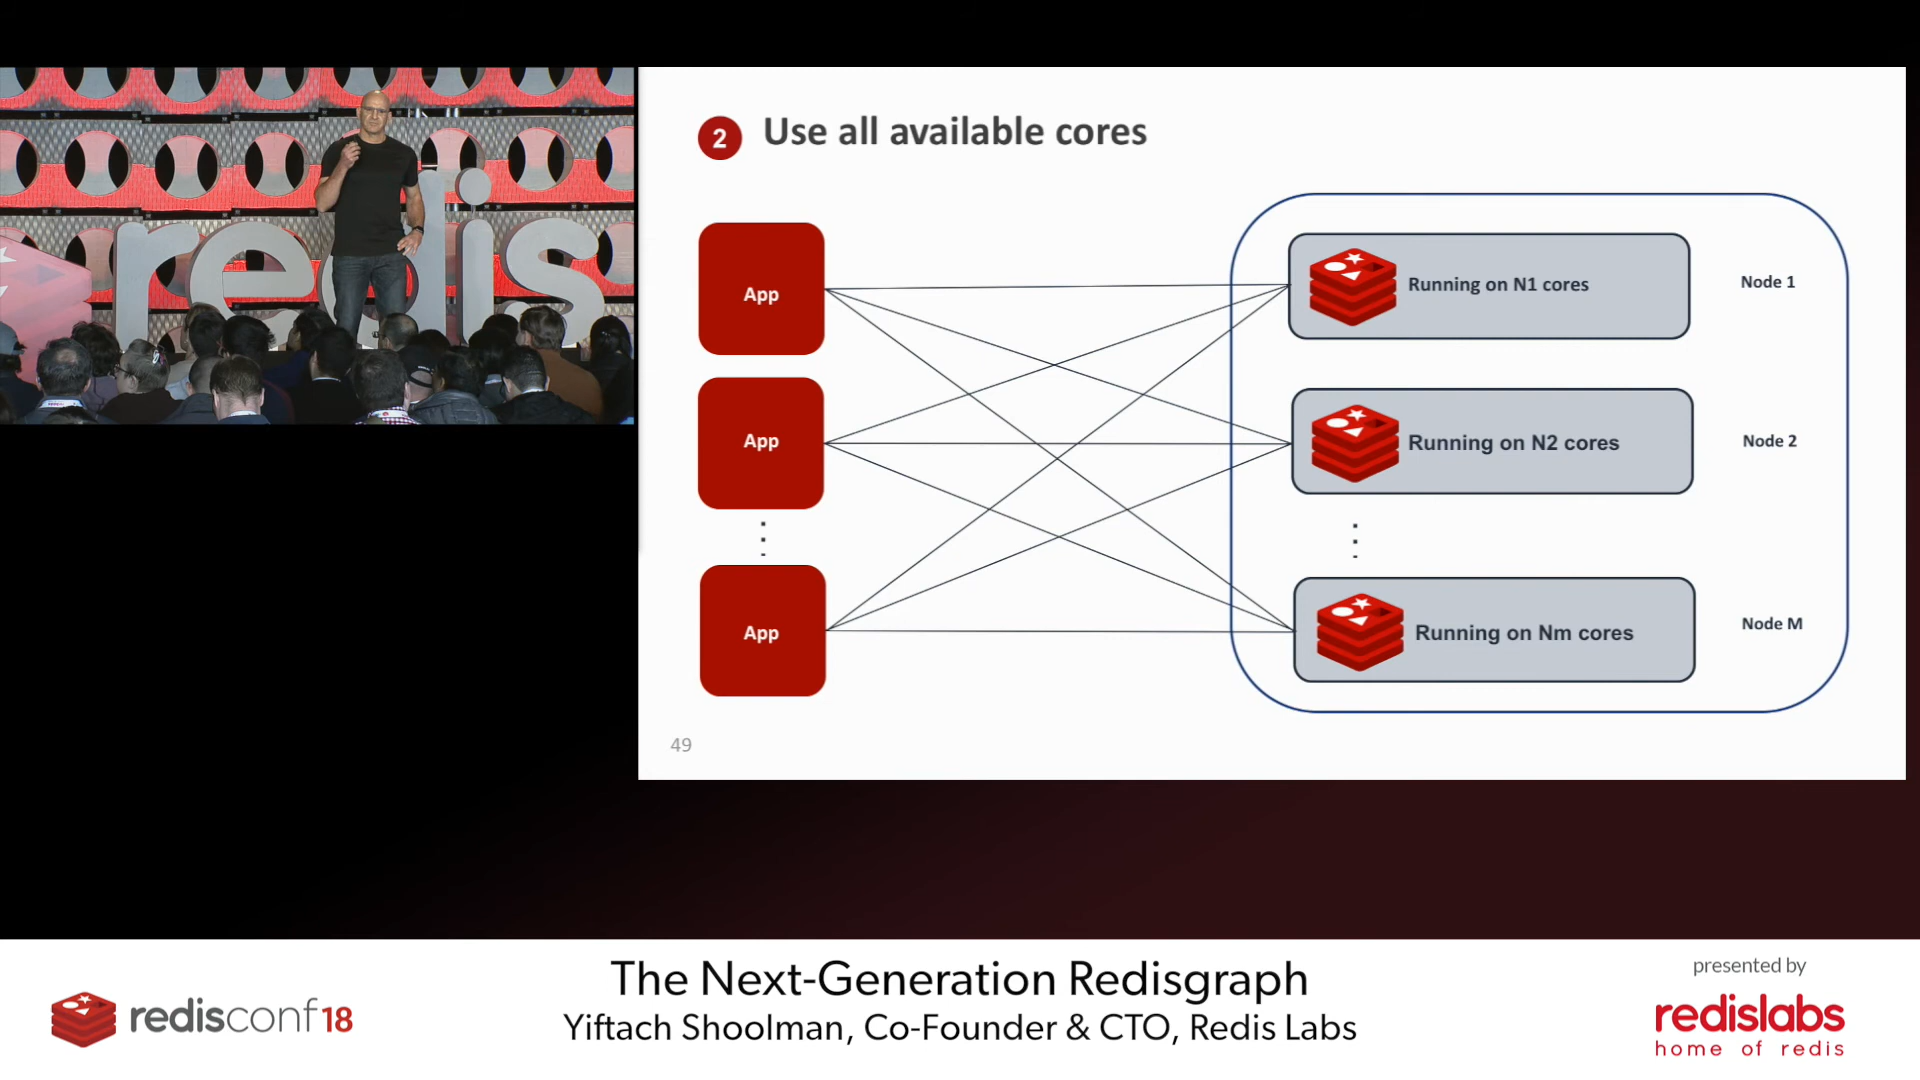 redis
2 Use all available cores
App
App
App
Running on N1 cores
Node 1
Running on N2 cores
Node 2
Running on Nm cores
Node M
49
redisconf18
The Next-Generation Redisgraph
Yiftach Shoolman, Co-Founder & CTO, Redis Labs
presented by
redislabs
home of redis